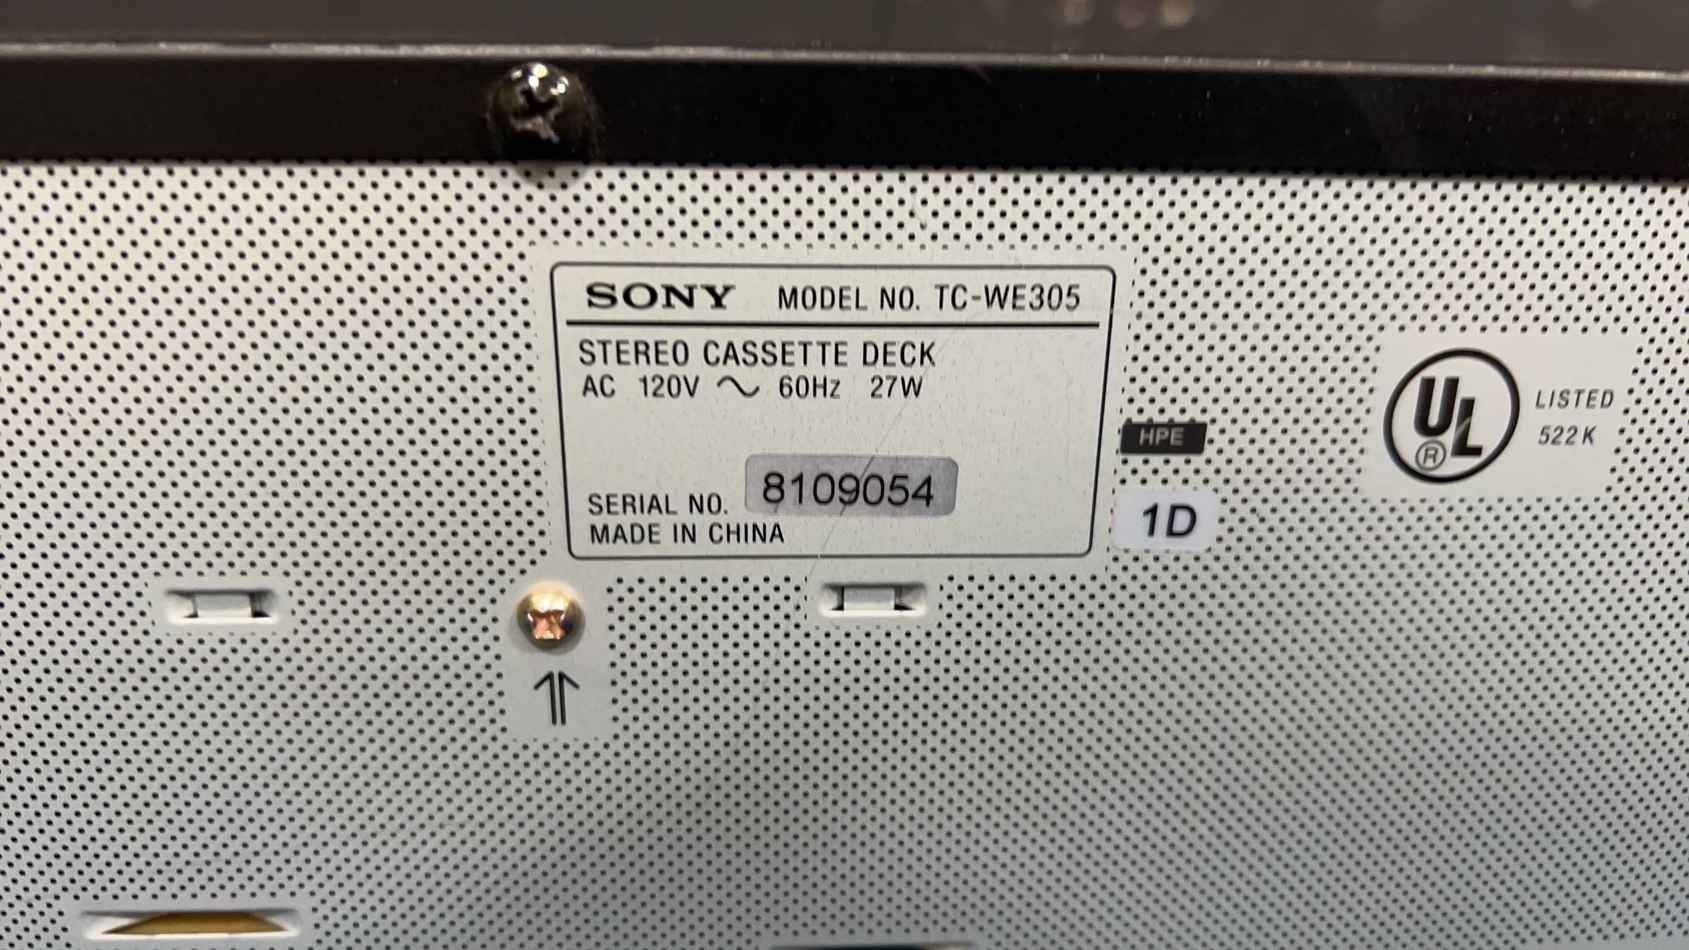 SONY MODEL NO. TC-WE305
STEREO CASSETTE DECK
AC 120V ~ 60Hz 27W
SERIAL NO. 8109054
MADE IN CHINA
HPE
1D
UL
®
LISTED
522K